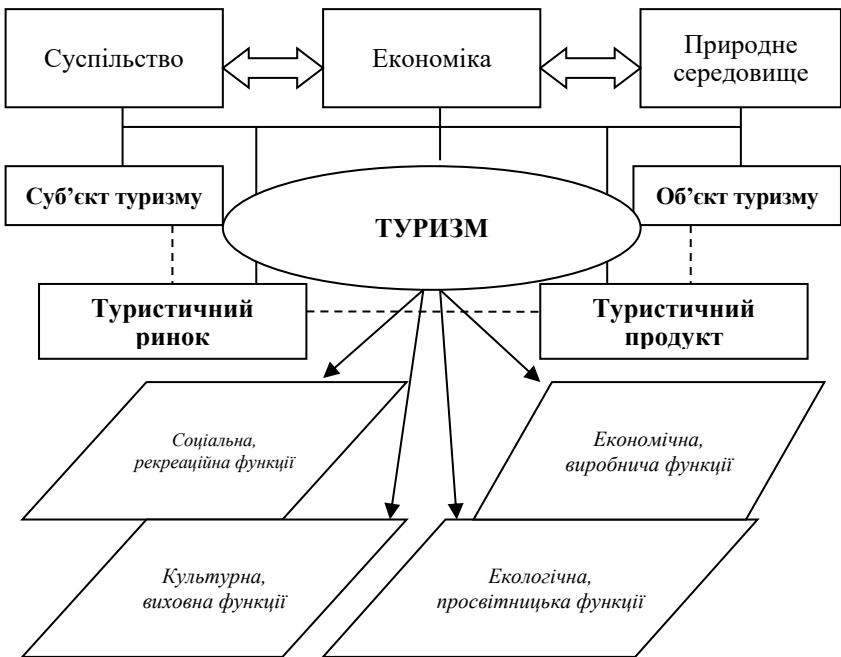 Суспільство
Економіка
Природне
середовище
Суб’єкт туризму
ТУРИЗМ
Об’єкт туризму
Туристичний
ринок
Туристичний
продукт
Соціальна,
рекреаційна функції
Економічна,
виробнича функції
Культурна,
виховна функції
Екологічна,
просвітницька функції